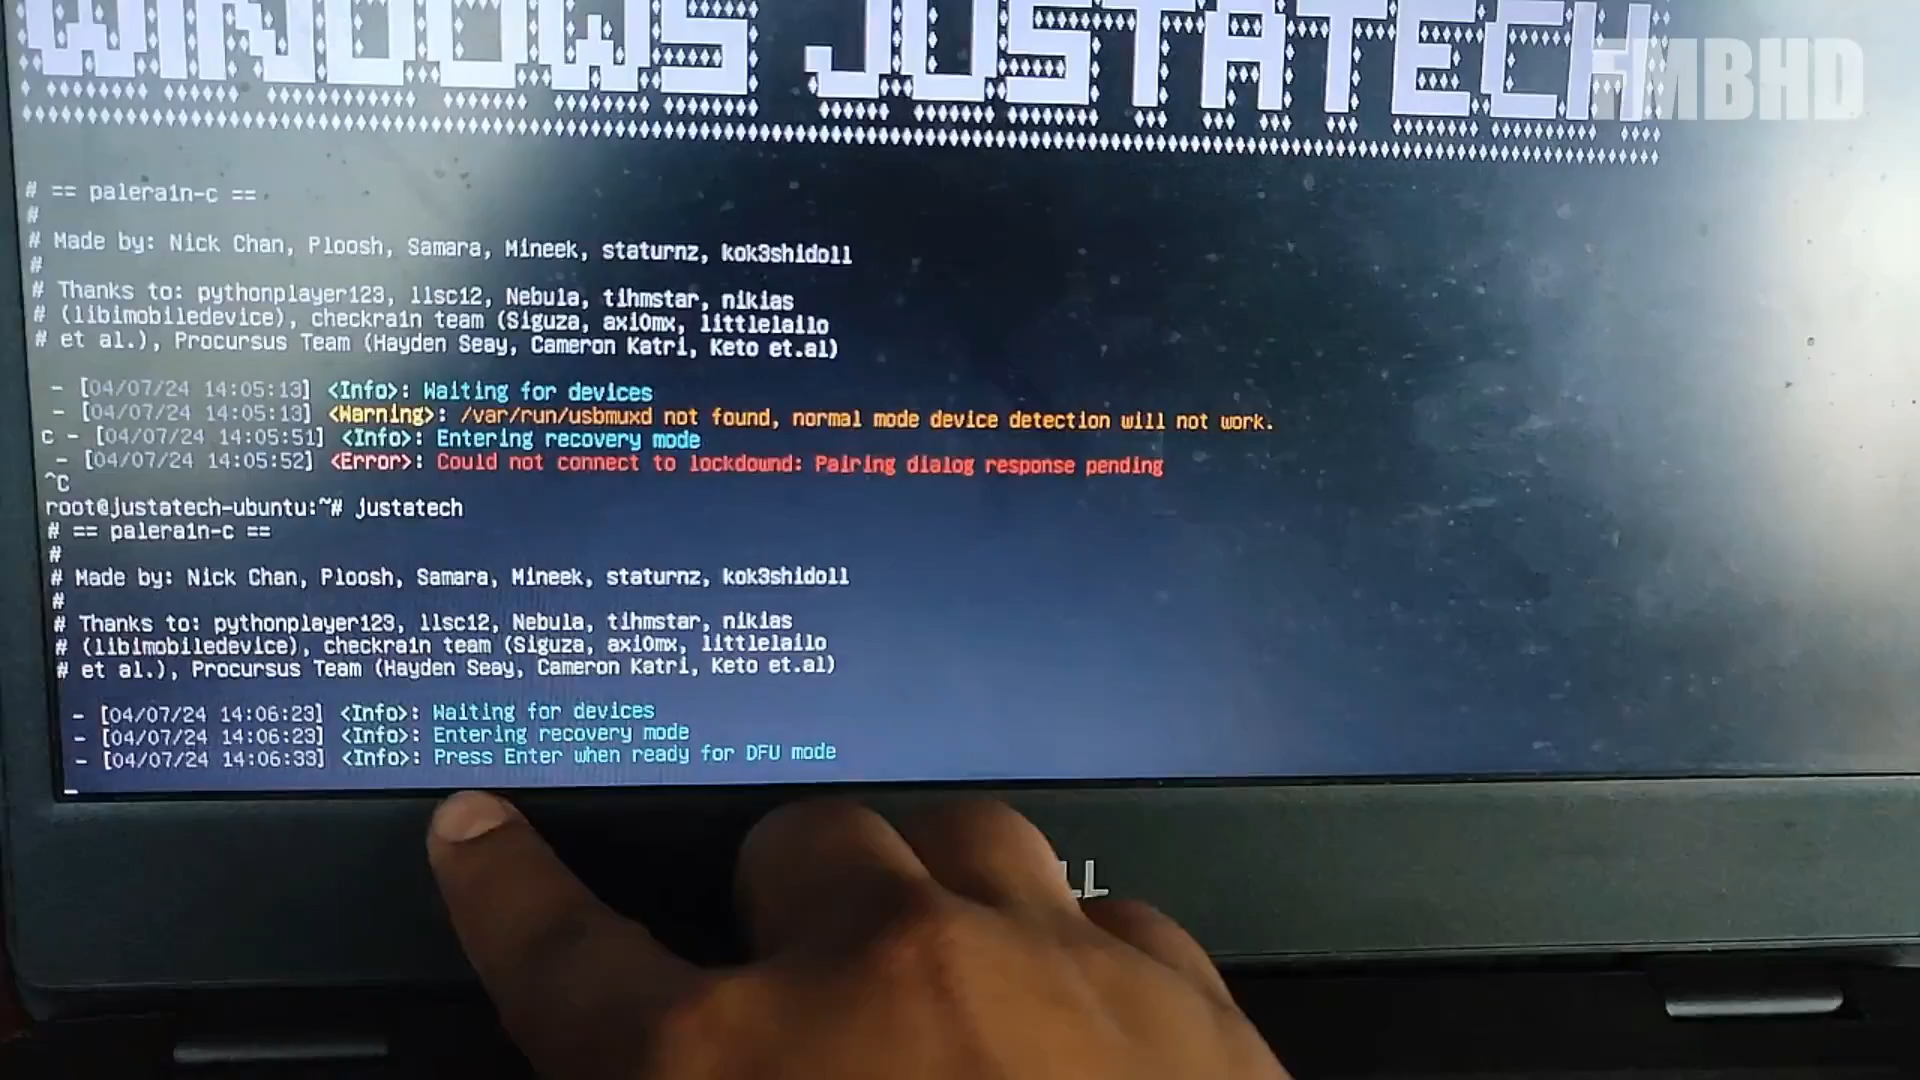 WINDOWS JUSTATECH
HMBHD
# == palera1n-c ==
#
# Made by: Nick Chan, Ploosh, Samara, Mineek, staturnz, kok3shidoll
#
# Thanks to: pythonplayer123, llsc12, Nebula, tihmstar, nikias
# (libimobiledevice), checkra1n team (Siguza, axi0mx, littlelailo
# et al.), Procursus Team (Hayden Seay, Cameron Katri, Keto et.al)
- [04/07/24 14:05:13] <Info>: Waiting for devices
- [04/07/24 14:05:13] <Warning>: /var/run/usbmuxd not found, normal mode device detection will not work.
c - [04/07/24 14:05:51] <Info>: Entering recovery mode
- [04/07/24 14:05:52] <Error>: Could not connect to lockdownd: Pairing dialog response pending
^C
root@justatech-ubuntu:~# justatech
# == palera1n-c ==
#
# Made by: Nick Chan, Ploosh, Samara, Mineek, staturnz, kok3shidoll
#
# Thanks to: pythonplayer123, llsc12, Nebula, tihmstar, nikias
# (libimobiledevice), checkra1n team (Siguza, axi0mx, littlelailo
# et al.), Procursus Team (Hayden Seay, Cameron Katri, Keto et.al)
- [04/07/24 14:06:23] <Info>: Waiting for devices
- [04/07/24 14:06:23] <Info>: Entering recovery mode
- [04/07/24 14:06:33] <Info>: Press Enter when ready for DFU mode
LL